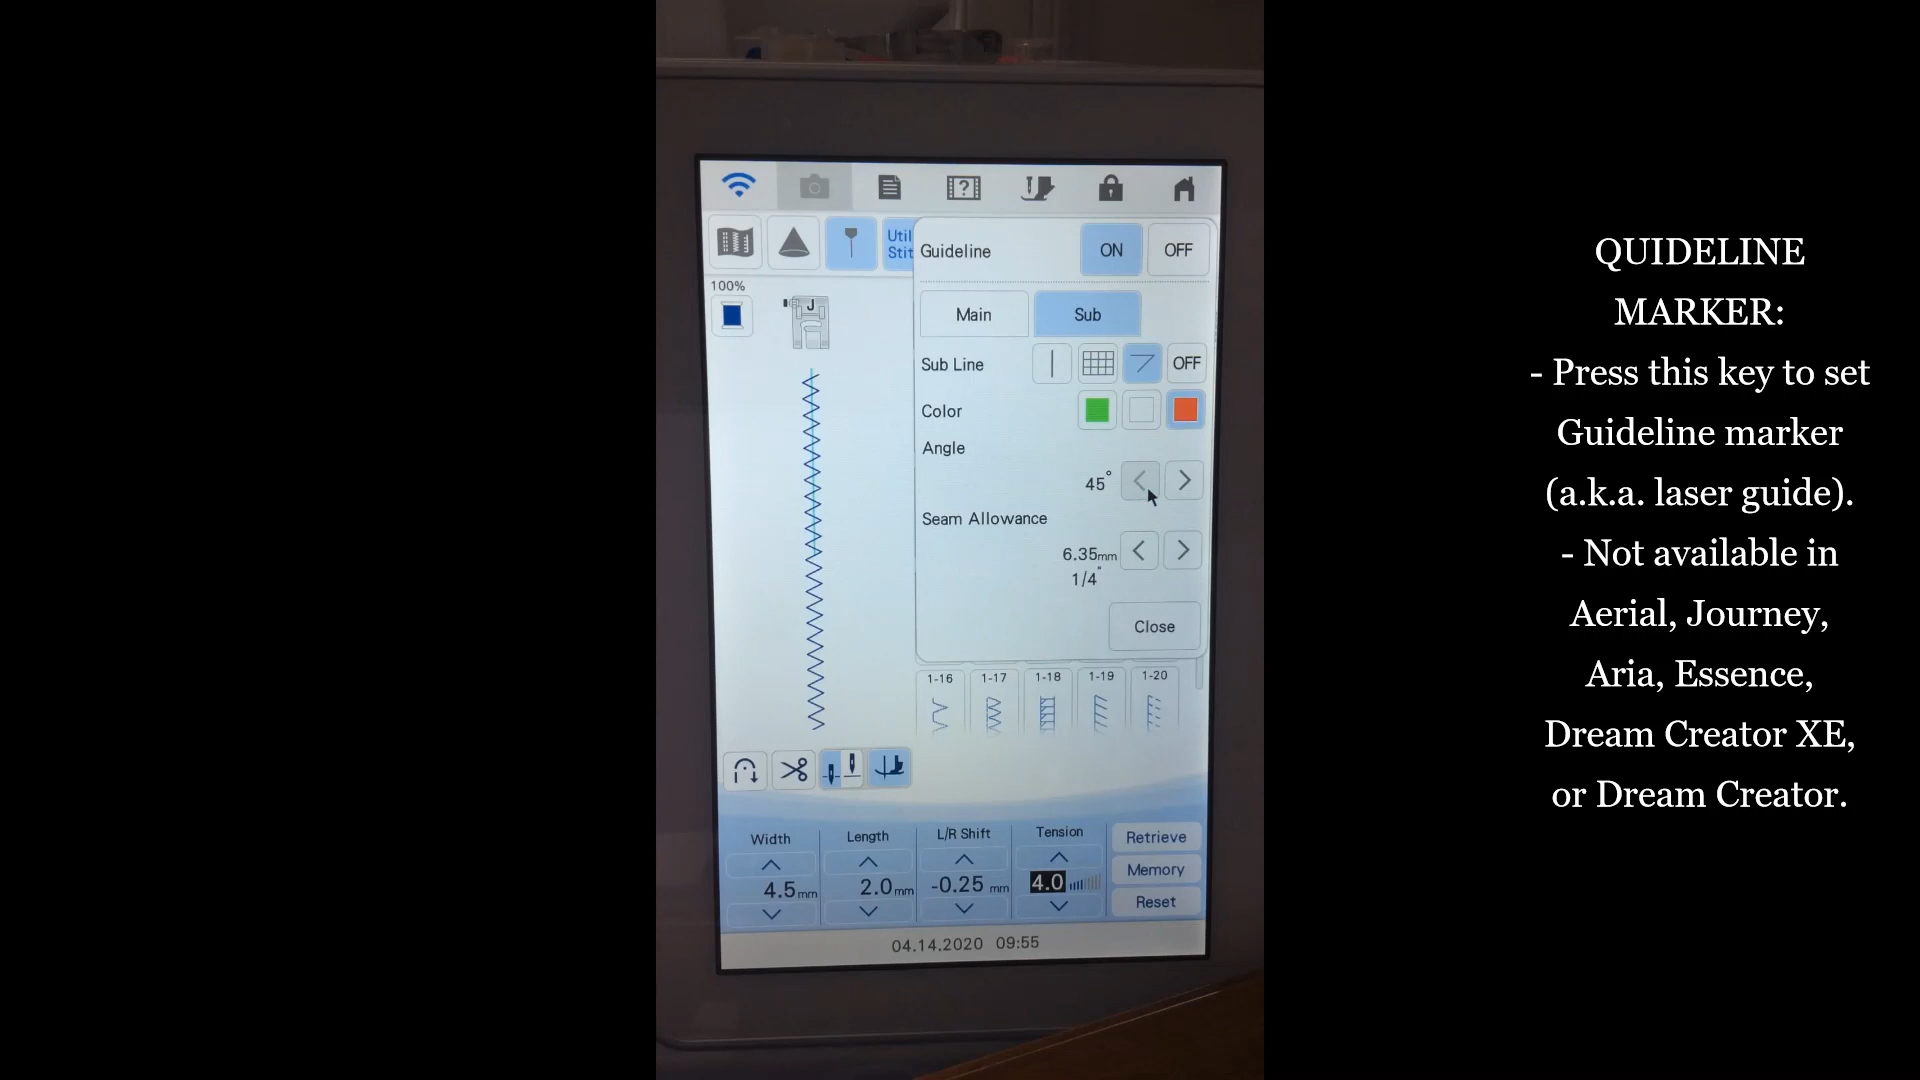 Util
Stit
Guideline
ON
OFF
100%
J
Main
Sub
Sub Line
OFF
Color
Angle
45°
Seam Allowance
6.35mm
1/4"
Close
1-16
1-17
1-18
1-19
1-20
Width
Length
L/R Shift
Tension
Retrieve
4.5mm
2.0mm
-0.25 mm
4.0
Memory
Reset
04.14.2020 09:55
QUIDELINE
MARKER:
- Press this key to set
Guideline marker
(a.k.a. laser guide).
- Not available in
Aerial, Journey,
Aria, Essence,
Dream Creator XE,
or Dream Creator.